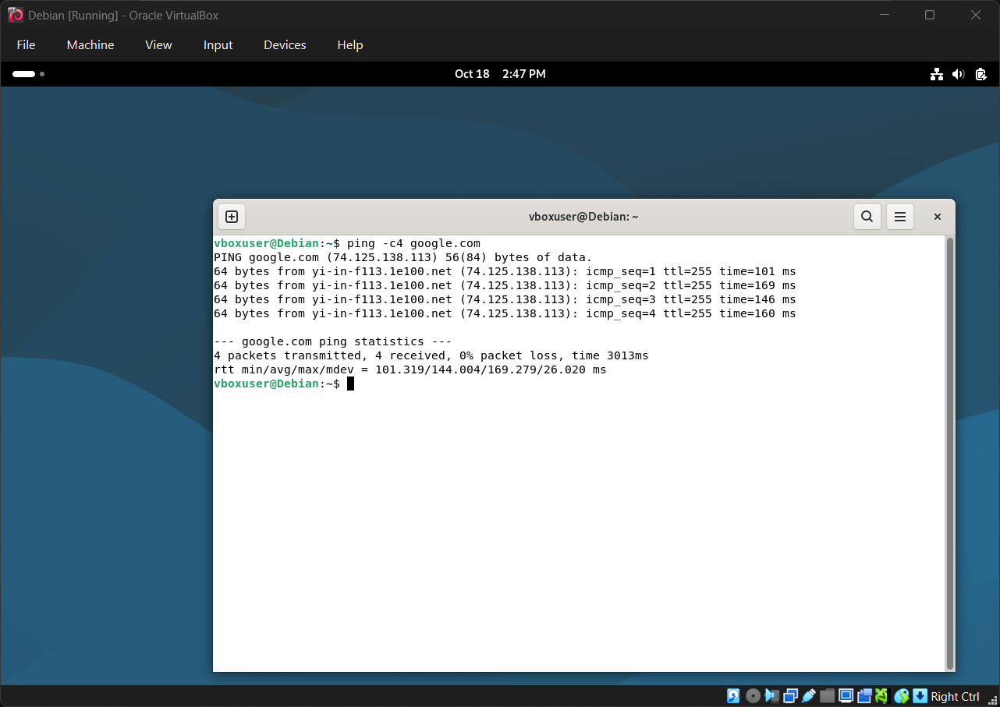 Debian [Running] - Oracle VirtualBox
File Machine View Input Devices Help
Oct 18 2:47 PM
vboxuser@Debian: ~
vboxuser@Debian:~$ ping -c4 google.com
PING google.com (74.125.138.113) 56(84) bytes of data.
64 bytes from yi-in-f113.1e100.net (74.125.138.113): icmp_seq=1 ttl=255 time=101 ms
64 bytes from yi-in-f113.1e100.net (74.125.138.113): icmp_seq=2 ttl=255 time=169 ms
64 bytes from yi-in-f113.1e100.net (74.125.138.113): icmp_seq=3 ttl=255 time=146 ms
64 bytes from yi-in-f113.1e100.net (74.125.138.113): icmp_seq=4 ttl=255 time=160 ms
--- google.com ping statistics ---
4 packets transmitted, 4 received, 0% packet loss, time 3013ms
rtt min/avg/max/mdev = 101.319/144.004/169.279/26.020 ms
vboxuser@Debian:~$
Right Ctrl